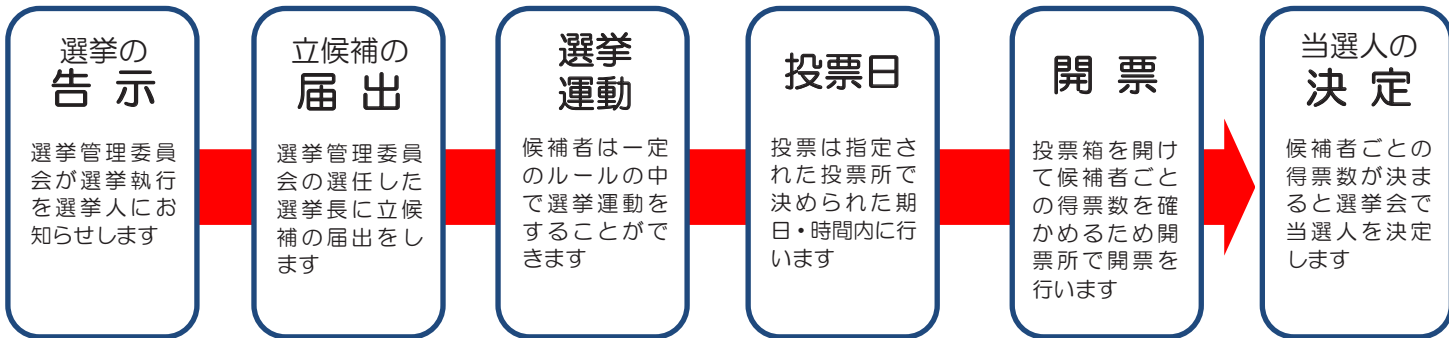 選挙の
告示
選挙管理委員
会が選挙執行
を選挙人にお
知らせします
立候補の
届出
選挙管理委員
会の選任した
選挙長に立候
補の届出をし
ます
選挙
運動
候補者は一定
のルールの中
で選挙運動を
することがで
きます
投票日
投票は指定さ
れた投票所で
決められた期
日・時間内に行
います
開票
投票箱を開け
て候補者ごと
の得票数を確
かめるため開
票所で開票を
行います
当選人の
決定
候補者ごとの
得票数が決ま
ると選挙会で
当選人を決定
します